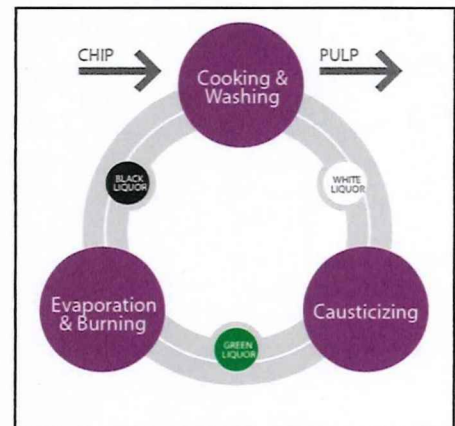 CHIP
PULP
Cooking &
Washing
BLACK
LIQUOR
WHITE
LIQUOR
Evaporation
& Burning
Causticizing
GREEN
LIQUOR